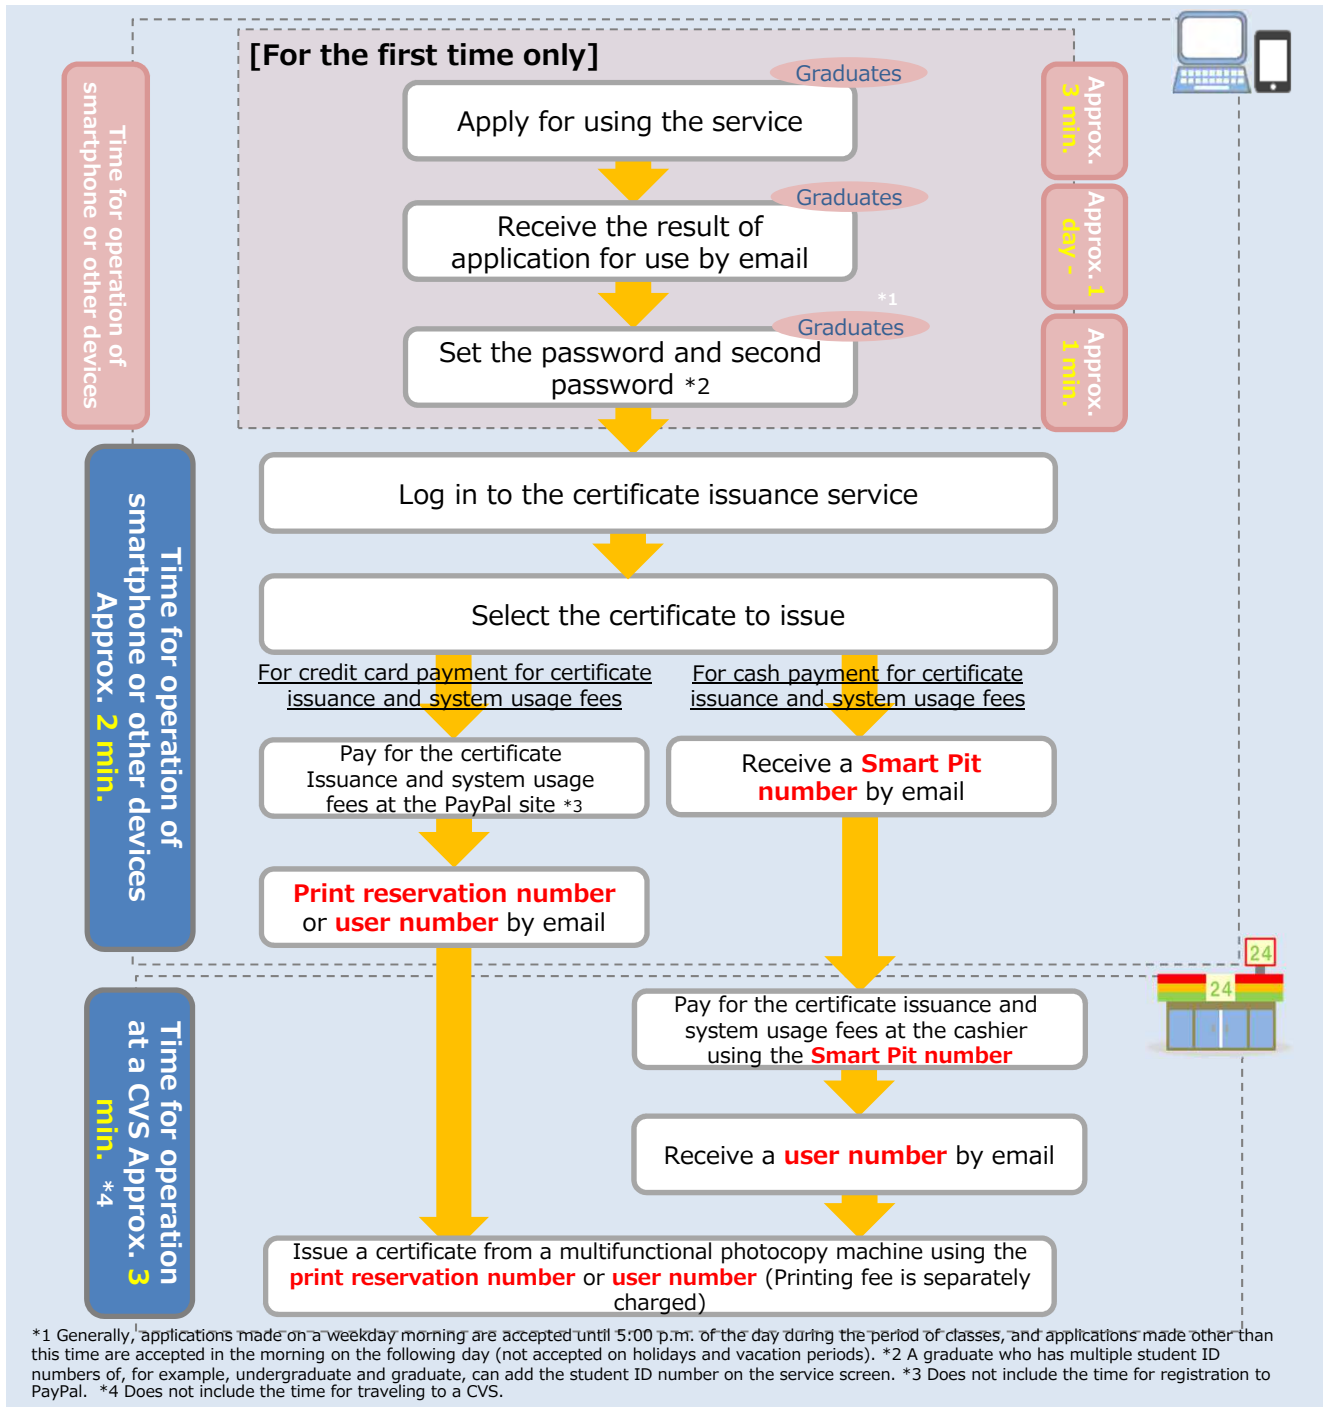 [For the first time only]
Graduates
Apply for using the service
Approx.
3 min.
Time for operation of
smartphone or other devices
Graduates
Receive the result of
application for use by email
Approx. 1
day -
*1
Graduates
Set the password and second
password *2
Approx.
1 min.
Log in to the certificate issuance service
Time for operation of
smartphone or other devices
Approx. 2 min.
Select the certificate to issue
For credit card payment for certificate
issuance and system usage fees
For cash payment for certificate
issuance and system usage fees
Pay for the certificate
Issuance and system usage
fees at the PayPal site *3
Receive a Smart Pit
number by email
Print reservation number
or user number by email
24
24
Time for operation
at a CVS Approx. 3
min. *4
Pay for the certificate issuance and
system usage fees at the cashier
using the Smart Pit number
Receive a user number by email
Issue a certificate from a multifunctional photocopy machine using the
print reservation number or user number (Printing fee is separately
charged)
*1 Generally, applications made on a weekday morning are accepted until 5:00 p.m. of the day during the period of classes, and applications made other than
this time are accepted in the morning on the following day (not accepted on holidays and vacation periods). *2 A graduate who has multiple student ID
numbers of, for example, undergraduate and graduate, can add the student ID number on the service screen. *3 Does not include the time for registration to
PayPal. *4 Does not include the time for traveling to a CVS.